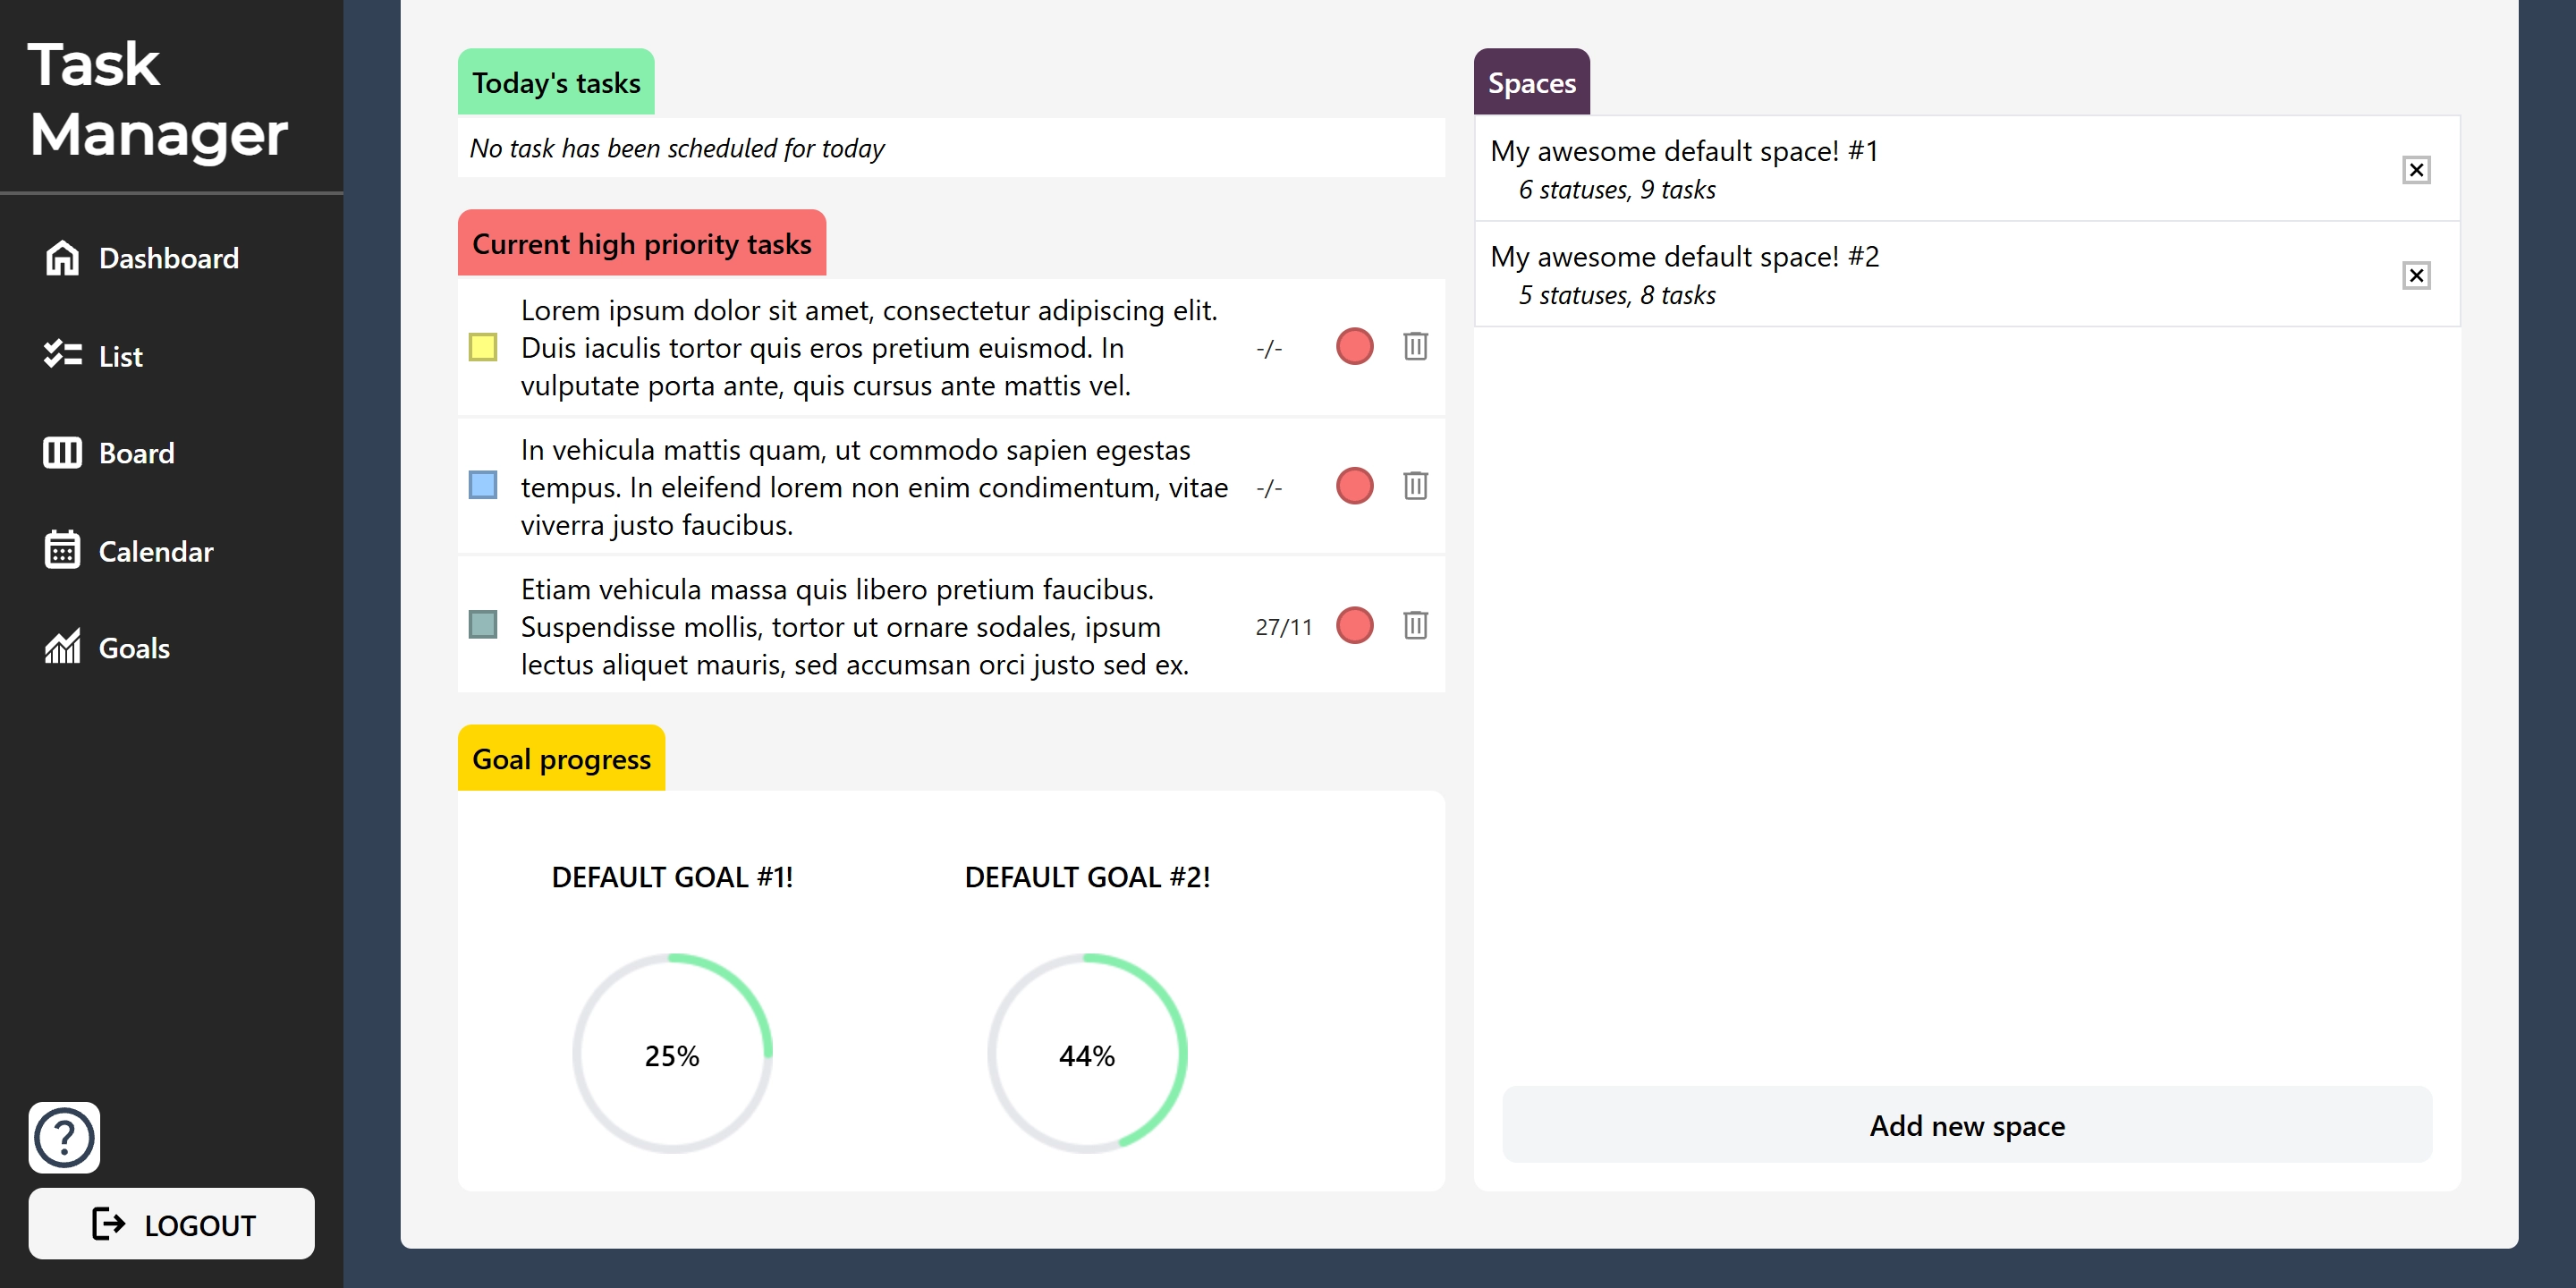 Task
Manager
Dashboard
List
Board
Calendar
Goals
LOGOUT
Today's tasks
No task has been scheduled for today
Current high priority tasks
Lorem ipsum dolor sit amet, consectetur adipiscing elit.
Duis iaculis tortor quis eros pretium euismod. In
vulputate porta ante, quis cursus ante mattis vel.
-/-
In vehicula mattis quam, ut commodo sapien egestas
tempus. In eleifend lorem non enim condimentum, vitae
viverra justo faucibus.
-/-
Etiam vehicula massa quis libero pretium faucibus.
Suspendisse mollis, tortor ut ornare sodales, ipsum
lectus aliquet mauris, sed accumsan orci justo sed ex.
27/11
Goal progress
DEFAULT GOAL #1!
25%
DEFAULT GOAL #2!
44%
Spaces
My awesome default space! #1
6 statuses, 9 tasks
My awesome default space! #2
5 statuses, 8 tasks
Add new space